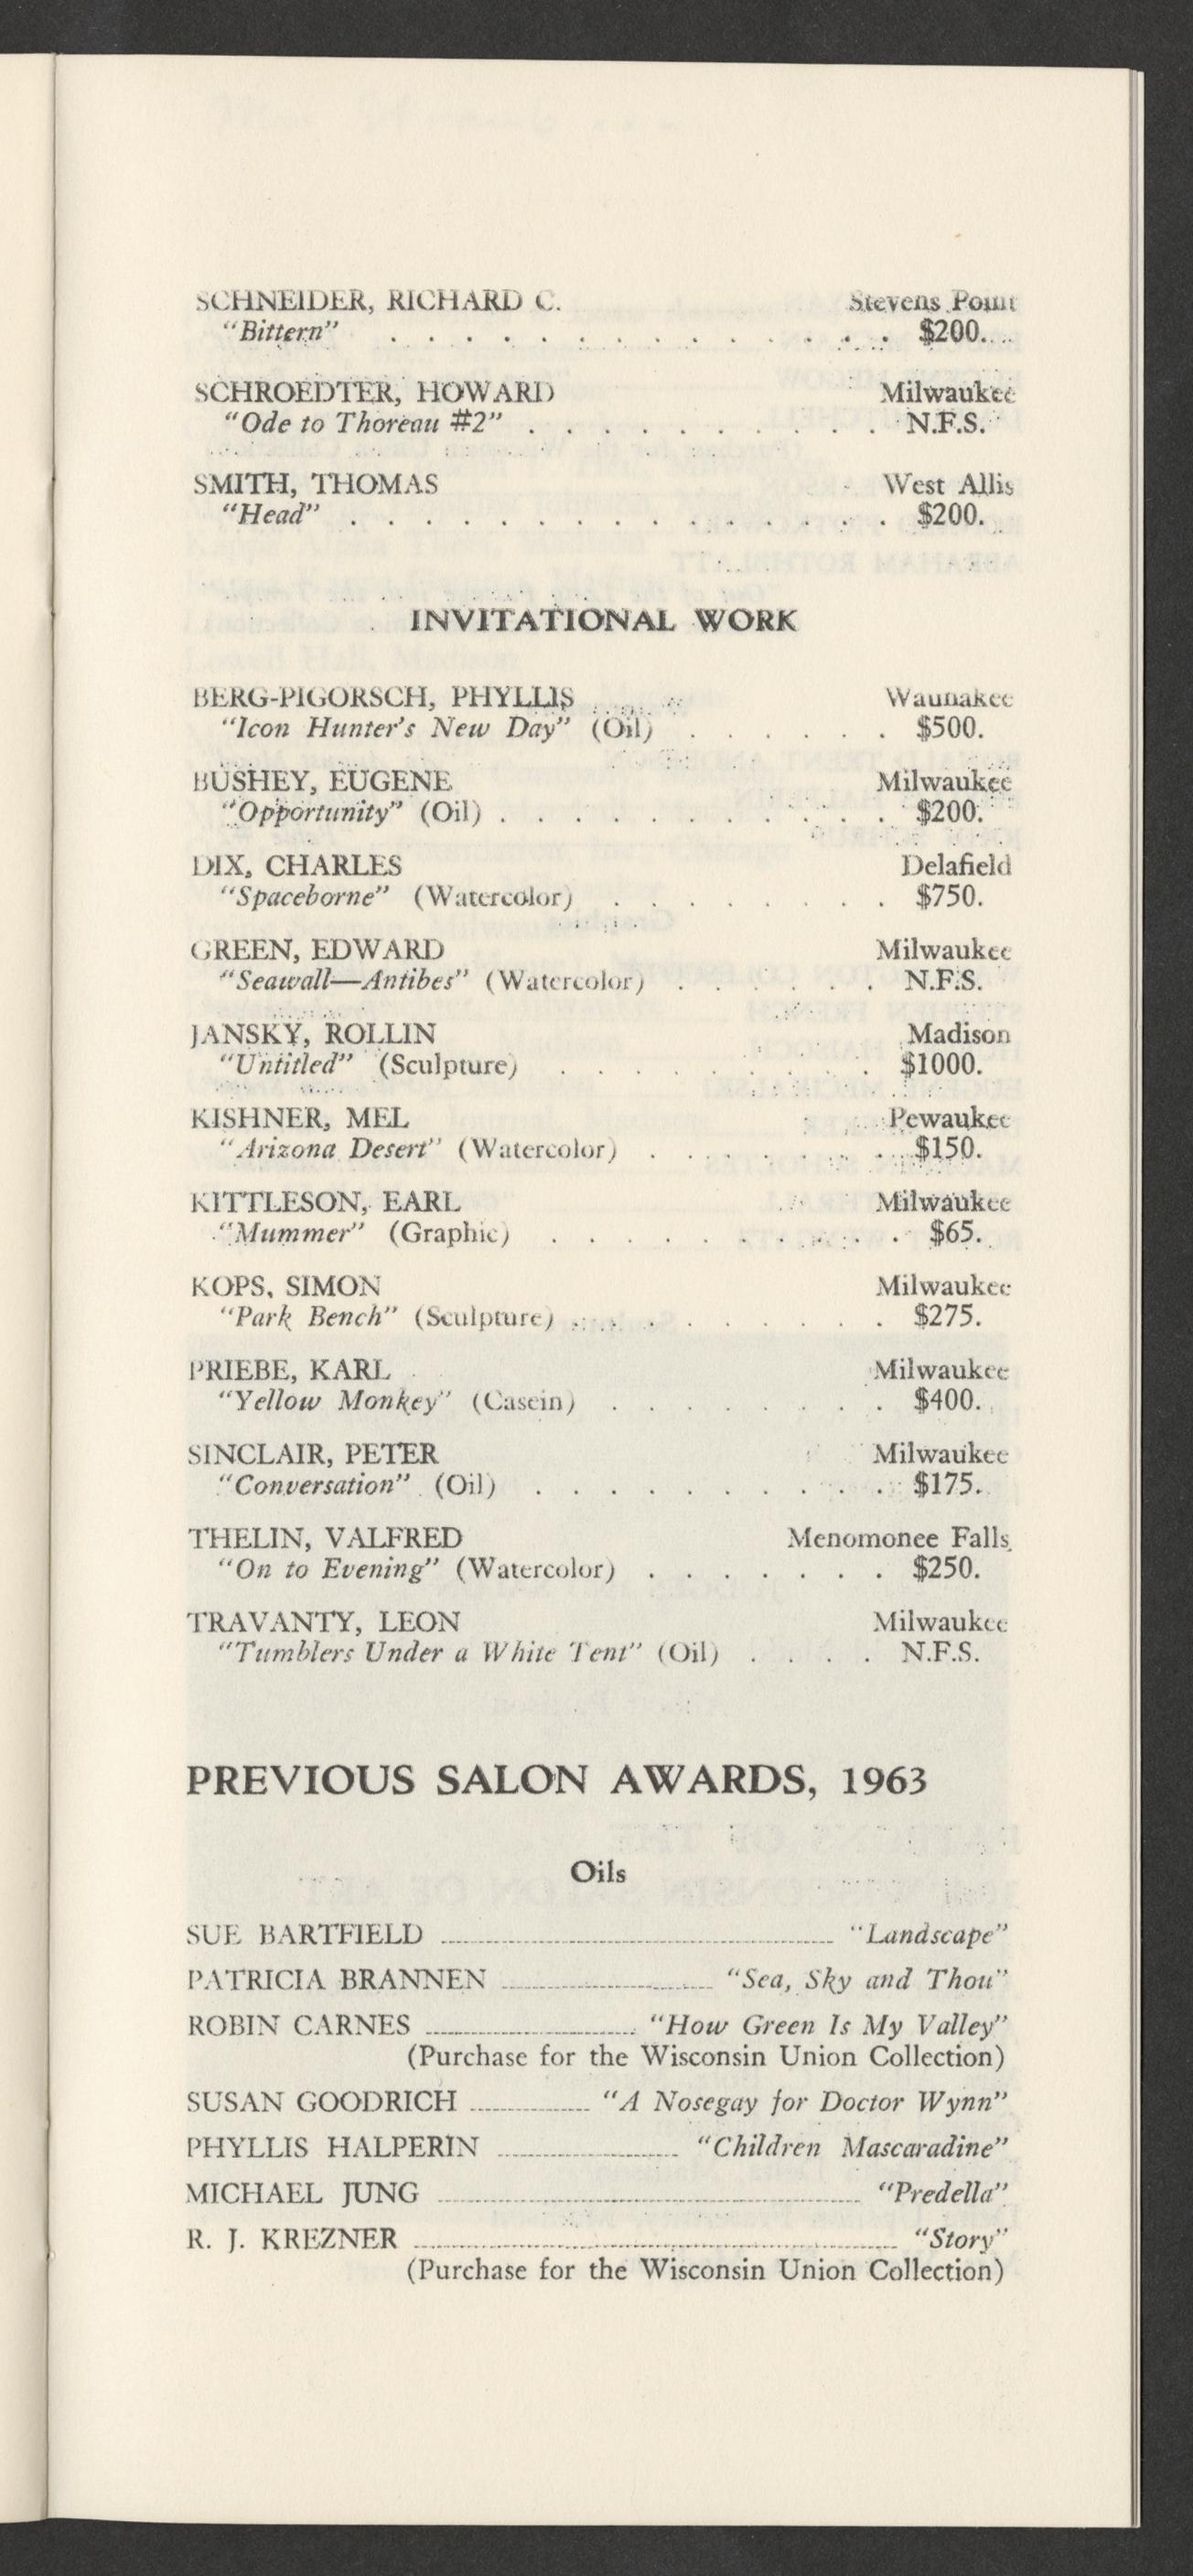 SCHNEIDER, RICHARD C. Stevens Point
"Bittern" . . . . . . . . . . . . . . $200.
SCHROEDTER, HOWARD Milwaukee
"Ode to Thoreau #2" . . . . . . . . . . N.F.S.
SMITH, THOMAS West Allis
"Head" . . . . . . . . . . . . . . . $200.
INVITATIONAL WORK
BERG-PIGORSCH, PHYLLIS Waunakee
"Icon Hunter's New Day" (Oil) . . . . . . $500.
BUSHEY, EUGENE Milwaukee
"Opportunity" (Oil) . . . . . . . . . . . $200.
DIX, CHARLES Delafield
"Spaceborne" (Watercolor) . . . . . . . . $750.
GREEN, EDWARD Milwaukee
"Seawall—Antibes" (Watercolor) . . . . . . N.F.S.
JANSKY, ROLLIN Madison
"Untitled" (Sculpture) . . . . . . . . . $1000.
KISHNER, MEL Pewaukee
"Arizona Desert" (Watercolor) . . . . . . . $150.
KITTLESON, EARL Milwaukee
"Mummer" (Graphic) . . . . . . . . . . $65.
KOPS, SIMON Milwaukee
"Park Bench" (Sculpture) . . . . . . . . . $275.
PRIEBE, KARL Milwaukee
"Yellow Monkey" (Casein) . . . . . . . . $400.
SINCLAIR, PETER Milwaukee
"Conversation" (Oil) . . . . . . . . . . $175.
THELIN, VALFRED Menomonee Falls
"On to Evening" (Watercolor) . . . . . . . $250.
TRAVANTY, LEON Milwaukee
"Tumblers Under a White Tent" (Oil) . . . . N.F.S.
PREVIOUS SALON AWARDS, 1963
Oils
SUE BARTFIELD ........ "Landscape"
PATRICIA BRANNEN ........ "Sea, Sky and Thou"
ROBIN CARNES ........ "How Green Is My Valley"
(Purchase for the Wisconsin Union Collection)
SUSAN GOODRICH ........ "A Nosegay for Doctor Wynn"
PHYLLIS HALPERIN ........ "Children Mascaradine"
MICHAEL JUNG ........ "Predella"
R. J. KREZNER ........ "Story"
(Purchase for the Wisconsin Union Collection)